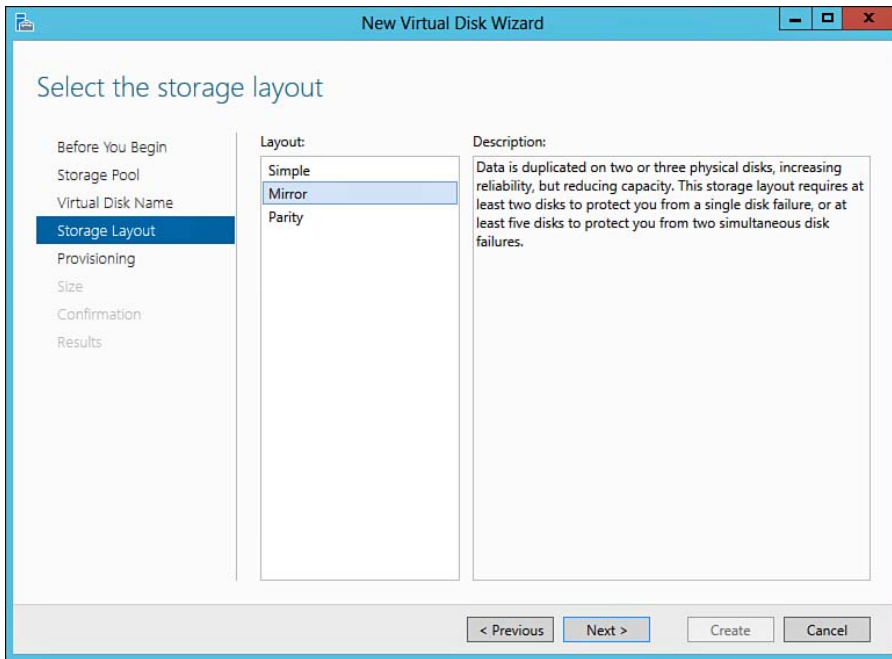 New Virtual Disk Wizard
Select the storage layout
Before You Begin
Storage Pool
Virtual Disk Name
Storage Layout
Provisioning
Size
Confirmation
Results
Layout:
Simple
Mirror
Parity
Description:
Data is duplicated on two or three physical disks, increasing
reliability, but reducing capacity. This storage layout requires at
least two disks to protect you from a single disk failure, or at
least five disks to protect you from two simultaneous disk
failures.
< Previous
Next >
Create
Cancel